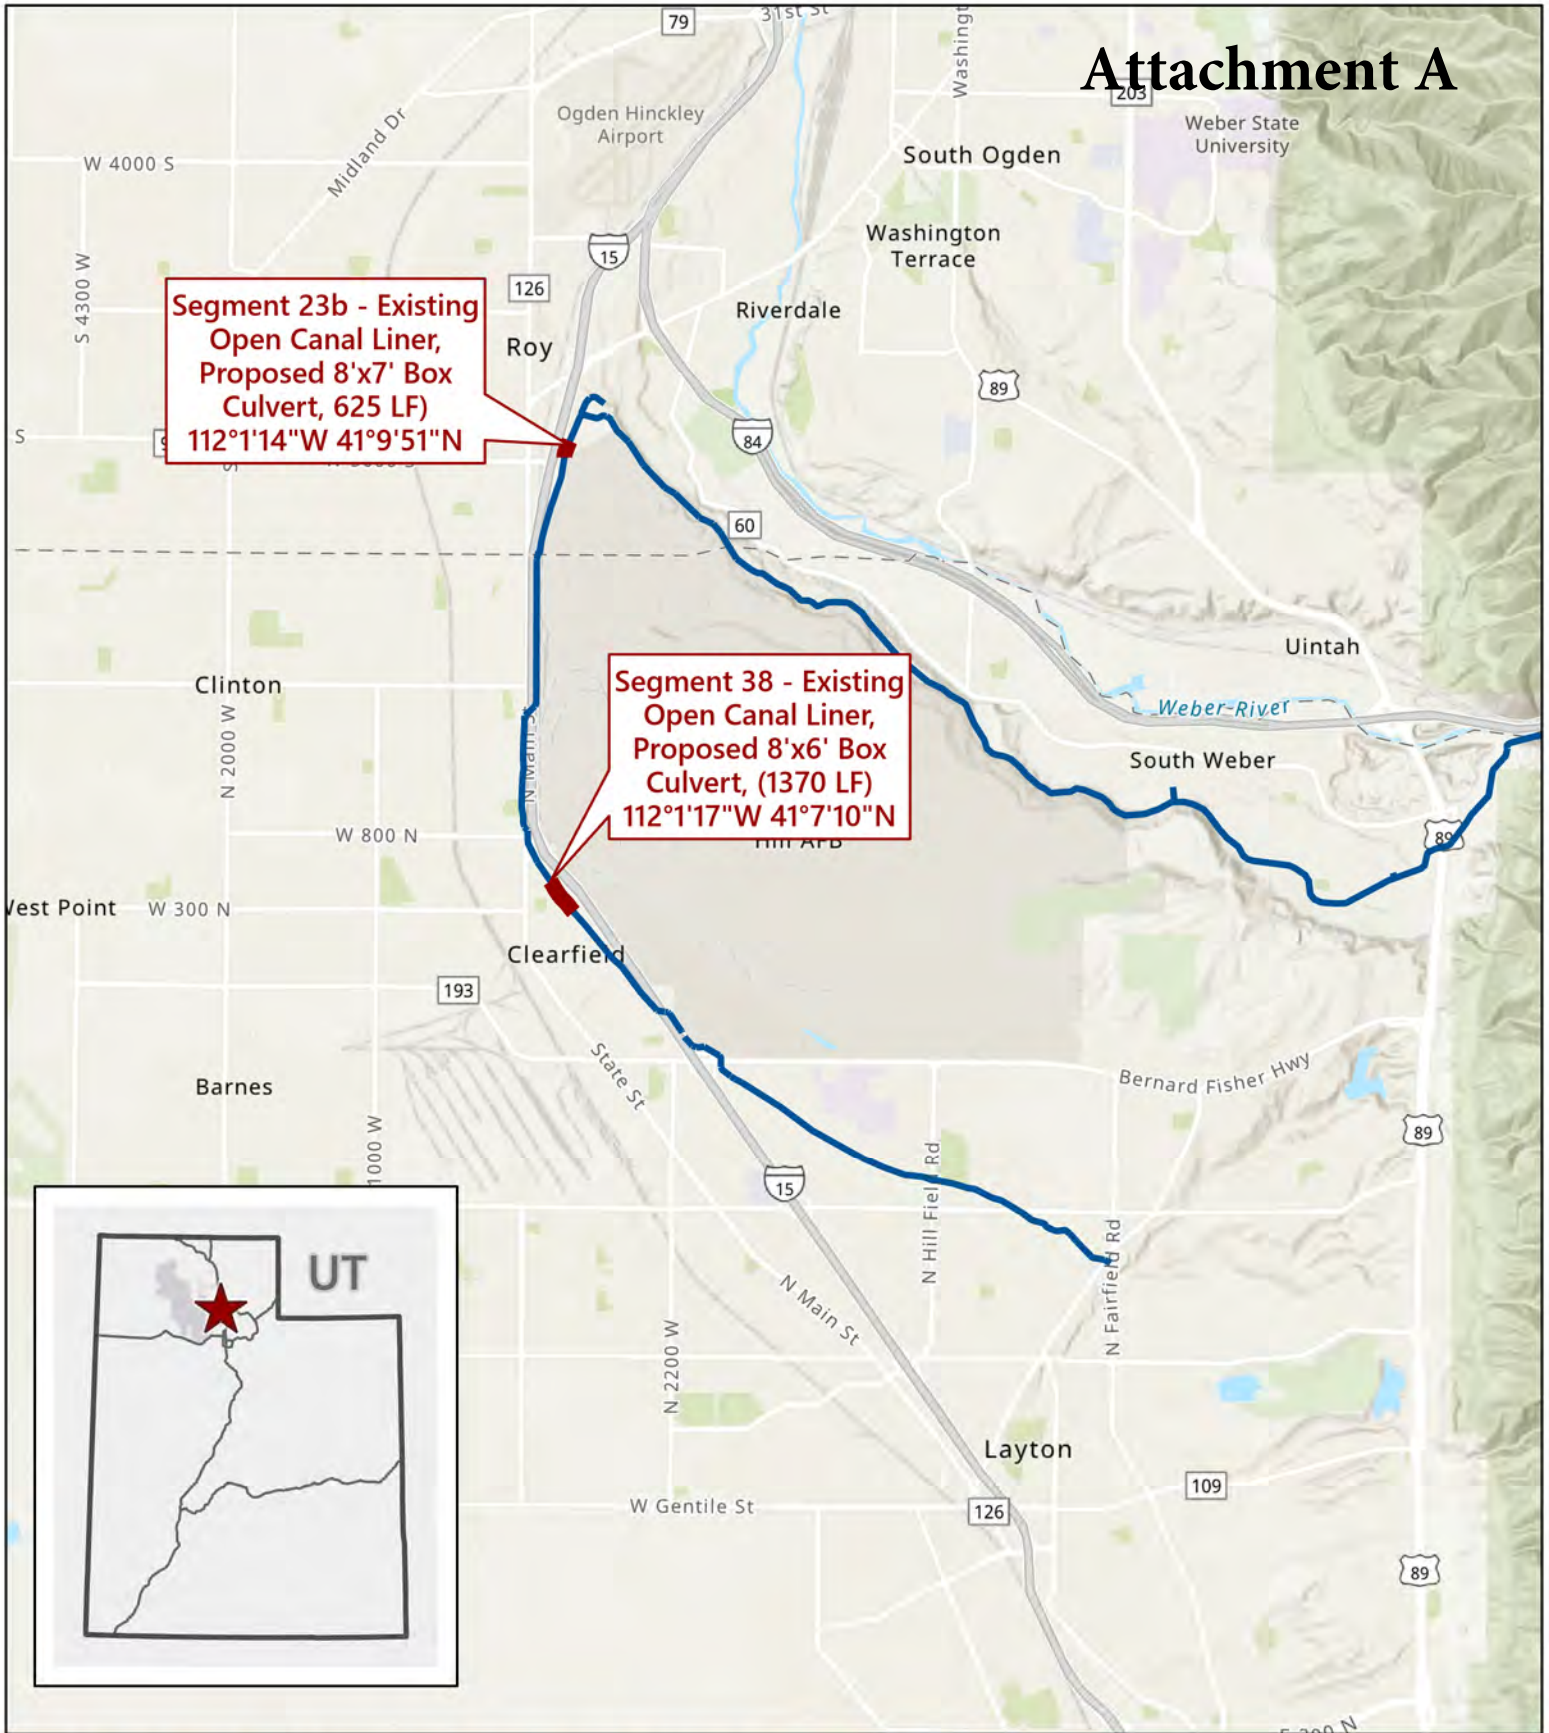 Attachment A
79
31st St
Washingt
203
Ogden Hinckley
Airport
Weber State
University
W 4000 S
Midland Dr
South Ogden
Washington
Terrace
15
126
S 4300 W
Segment 23b - Existing
Open Canal Liner,
Proposed 8'x7' Box
Culvert, 625 LF)
112°1'14"W 41°9'51"N
Riverdale
Roy
89
84
S
60
Uintah
Segment 38 - Existing
Open Canal Liner,
Proposed 8'x6' Box
Culvert, (1370 LF)
112°1'17"W 41°7'10"N
Clinton
Weber River
N 2000 W
N Main St
South Weber
W 800 N
Hill AFB
89
West Point
W 300 N
Clearfield
193
State St
Barnes
Bernard Fisher Hwy
1000 W
89
N Hill Field Rd
15
N Fairfield Rd
UT
N Main St
N 2200 W
Layton
109
W Gentile St
126
89
E 200 N